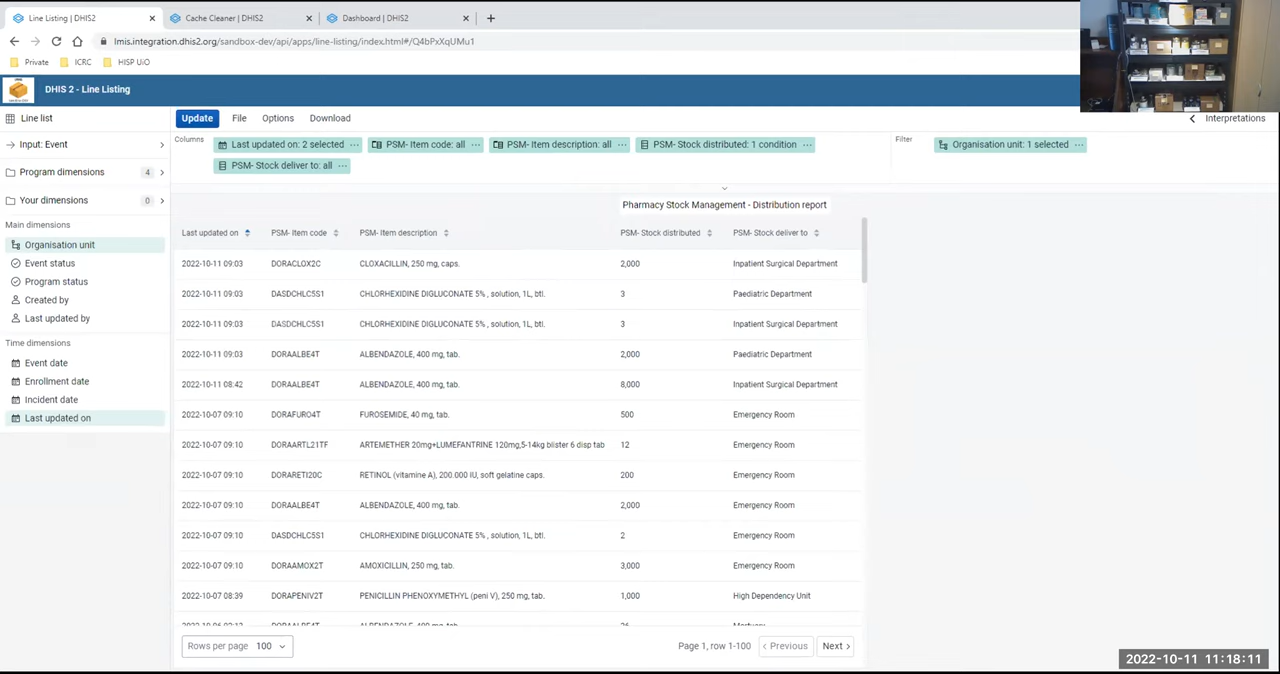 Line Listing | DHIS2
Cache Cleaner | DHIS2
Dashboard | DHIS2
lmis.integration.dhis2.org/sandbox-dev/api/apps/line-listing/index.html#/Q4bPxXqUMu1
Private ICRC HISP UiO
DHIS 2 - Line Listing
Line list Update File Options Download Interpretations
Input: Event
Program dimensions 4
Your dimensions 0
Main dimensions
Organisation unit
Event status
Program status
Created by
Last updated by
Time dimensions
Event date
Enrollment date
Incident date
Last updated on
Columns Last updated on: 2 selected PSM- Item code: all PSM- Item description: all PSM- Stock distributed: 1 condition
PSM- Stock deliver to: all
Filter Organisation unit: 1 selected
Pharmacy Stock Management - Distribution report
Last updated on PSM- Item code PSM- Item description PSM- Stock distributed PSM- Stock deliver to
2022-10-11 09:03 DORACLOX2C CLOXACILLIN, 250 mg, caps. 2,000 Inpatient Surgical Department
2022-10-11 09:03 DASDCHLC5S1 CHLORHEXIDINE DIGLUCONATE 5% , solution, 1L, btl. 3 Paediatric Department
2022-10-11 09:03 DASDCHLC5S1 CHLORHEXIDINE DIGLUCONATE 5% , solution, 1L, btl. 3 Inpatient Surgical Department
2022-10-11 09:03 DORAALBE4T ALBENDAZOLE, 400 mg, tab. 2,000 Paediatric Department
2022-10-11 08:42 DORAALBE4T ALBENDAZOLE, 400 mg, tab. 8,000 Inpatient Surgical Department
2022-10-07 09:10 DORAFURO4T FUROSEMIDE, 40 mg, tab. 500 Emergency Room
2022-10-07 09:10 DORAARTL21TF ARTEMETHER 20mg+LUMEFANTRINE 120mg,5-14kg blister 6 disp tab 12 Emergency Room
2022-10-07 09:10 DORARETI20C RETINOL (vitamine A), 200.000 IU, soft gelatine caps. 200 Emergency Room
2022-10-07 09:10 DORAALBE4T ALBENDAZOLE, 400 mg, tab. 2,000 Emergency Room
2022-10-07 09:10 DASDCHLC5S1 CHLORHEXIDINE DIGLUCONATE 5% , solution, 1L, btl. 2 Emergency Room
2022-10-07 09:10 DORAAMOX2T AMOXICILLIN, 250 mg, tab. 3,000 Emergency Room
2022-10-07 08:39 DORAPENIV2T PENICILLIN PHENOXYMETHYL (peni V), 250 mg, tab. 1,000 High Dependency Unit
Rows per page 100 Page 1, row 1-100 Previous Next
2022-10-11 11:18:11